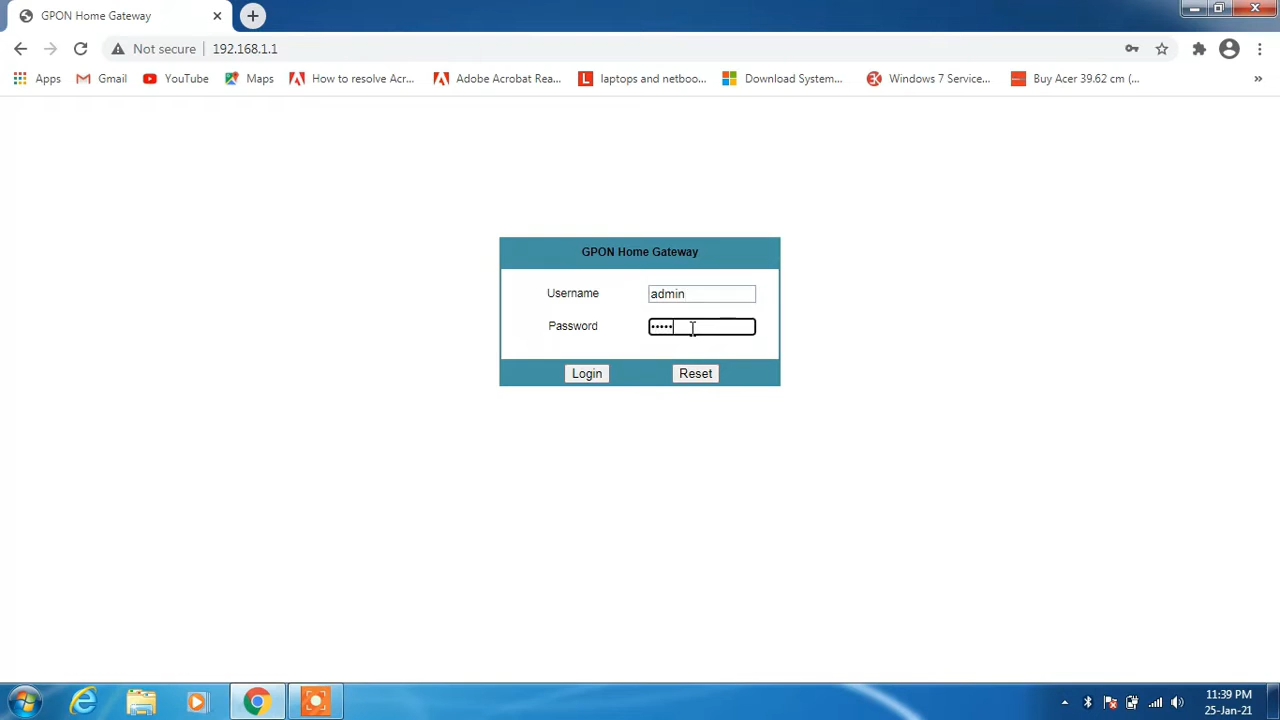 GPON Home Gateway
Not secure 192.168.1.1
Apps Gmail YouTube Maps How to resolve Acr... Adobe Acrobat Rea... laptops and netboo... Download System... Windows 7 Service... Buy Acer 39.62 cm (... »
GPON Home Gateway
Username admin
Password •••••
Login Reset
11:39 PM
25-Jan-21